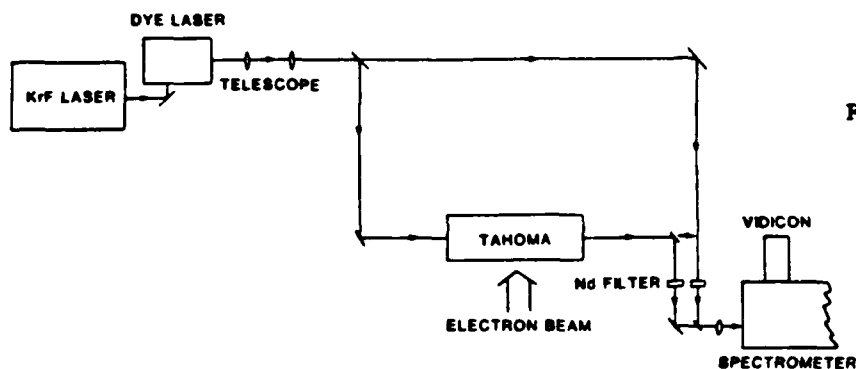 DYE LASER
KrF LASER
TELESCOPE
F
VIDICON
TAHOMA
Nd FILTER
ELECTRON BEAM
SPECTROMETER